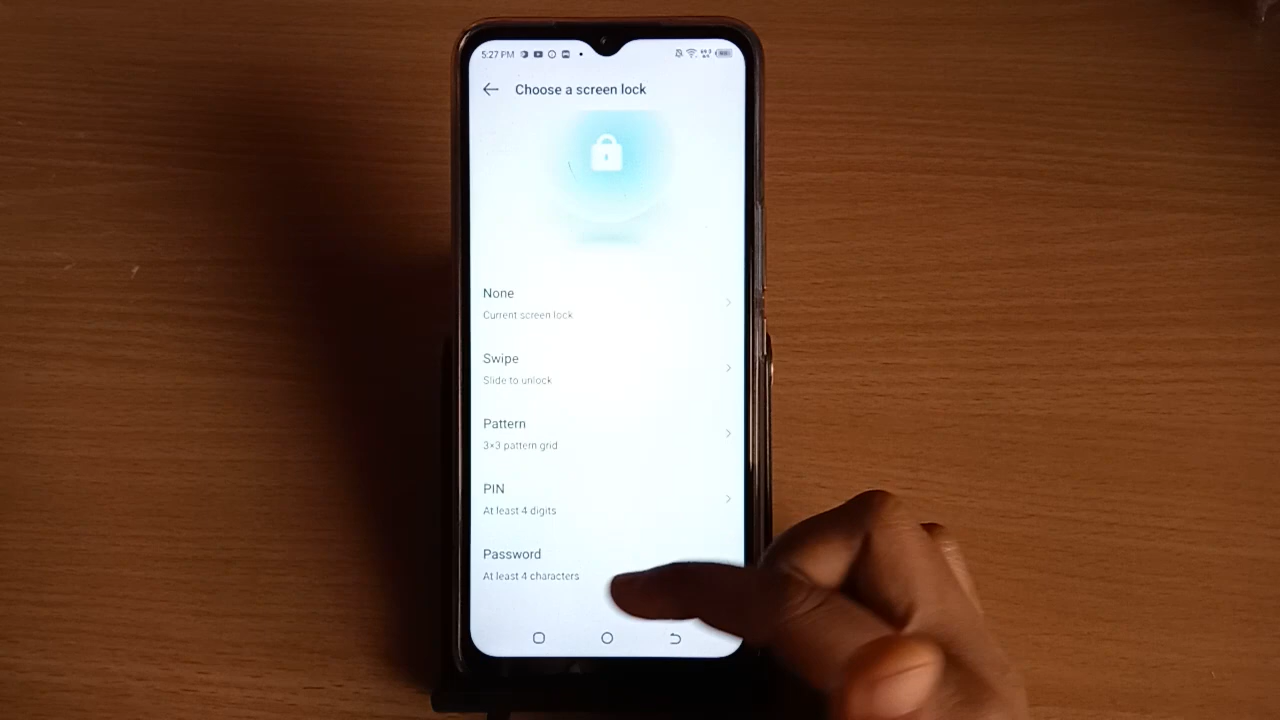 5:27 PM
Choose a screen lock
None
Current screen lock
Swipe
Slide to unlock
Pattern
3×3 pattern grid
PIN
At least 4 digits
Password
At least 4 characters